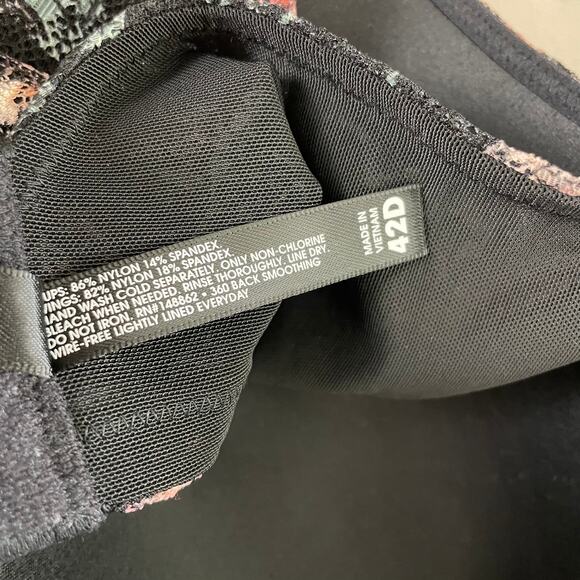 UPS: 86% NYLON 14% SPANDEX.
WINGS: 82% NYLON 18% SPANDEX.
HAND WASH COLD SEPARATELY. ONLY NON-CHLORINE
BLEACH WHEN NEEDED. RINSE THOROUGHLY. LINE DRY.
DO NOT IRON. RN#148862 • 360 BACK SMOOTHING
WIRE-FREE LIGHTLY LINED EVERYDAY
MADE IN
VIETNAM
42D